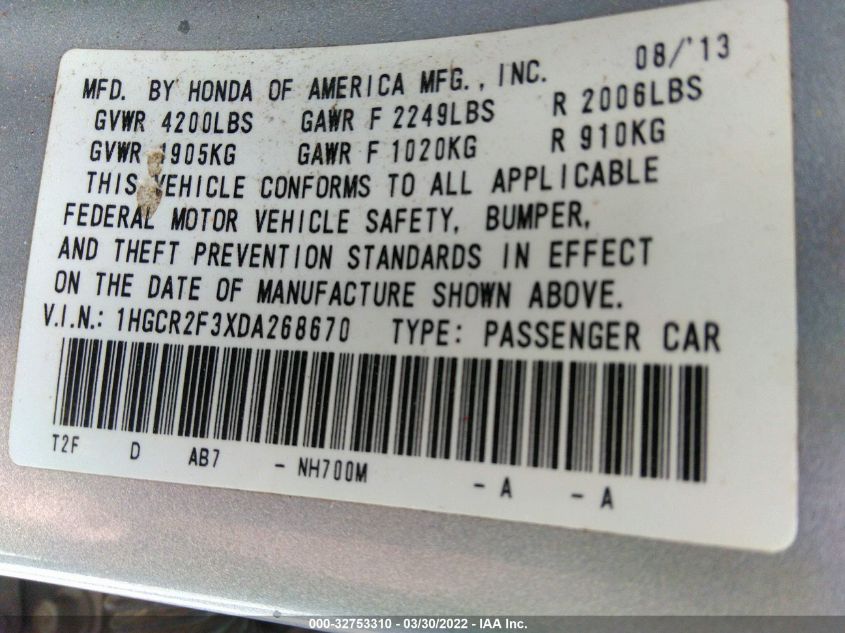 08/'13
MFD. BY HONDA OF AMERICA MFG., INC.
GVWR 4200LBS GAWR F 2249LBS R 2006LBS
GVWR 1905KG GAWR F 1020KG R 910KG
THIS VEHICLE CONFORMS TO ALL APPLICABLE
FEDERAL MOTOR VEHICLE SAFETY, BUMPER,
AND THEFT PREVENTION STANDARDS IN EFFECT
ON THE DATE OF MANUFACTURE SHOWN ABOVE.
V.I.N.: 1HGCR2F3XDA268670 TYPE: PASSENGER CAR
T2F D AB7 - NH700M - A - A
000-32753310 - 03/30/2022 - IAA Inc.